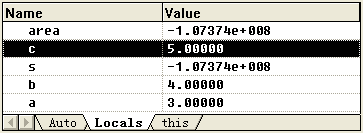 Name Value
area -1.07374e+008
c 5.00000
s -1.07374e+008
b 4.00000
a 3.00000
Auto Locals this